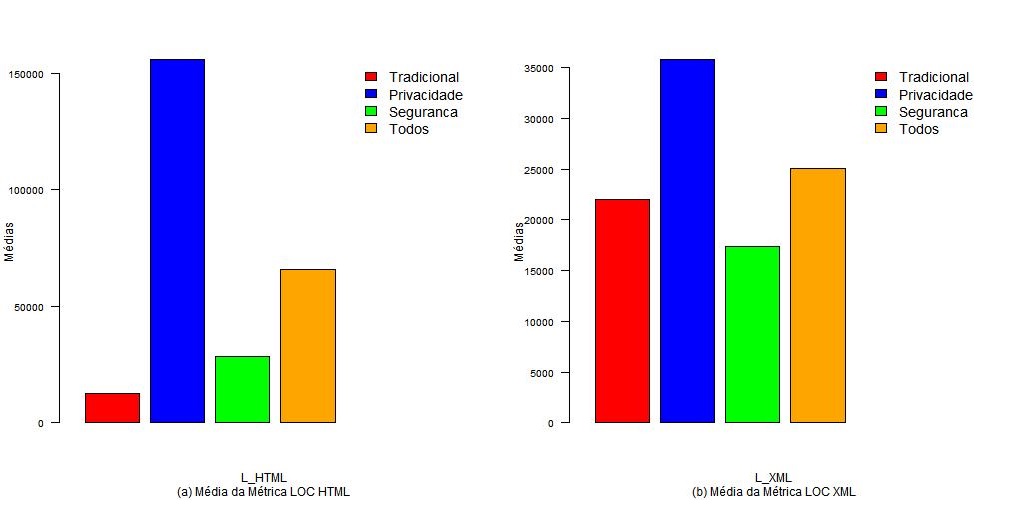 150000
100000
50000
0
Médias
Tradicional
Privacidade
Seguranca
Todos
L_HTML
(a) Média da Métrica LOC HTML
35000
30000
25000
20000
15000
10000
5000
0
Médias
Tradicional
Privacidade
Seguranca
Todos
L_XML
(b) Média da Métrica LOC XML